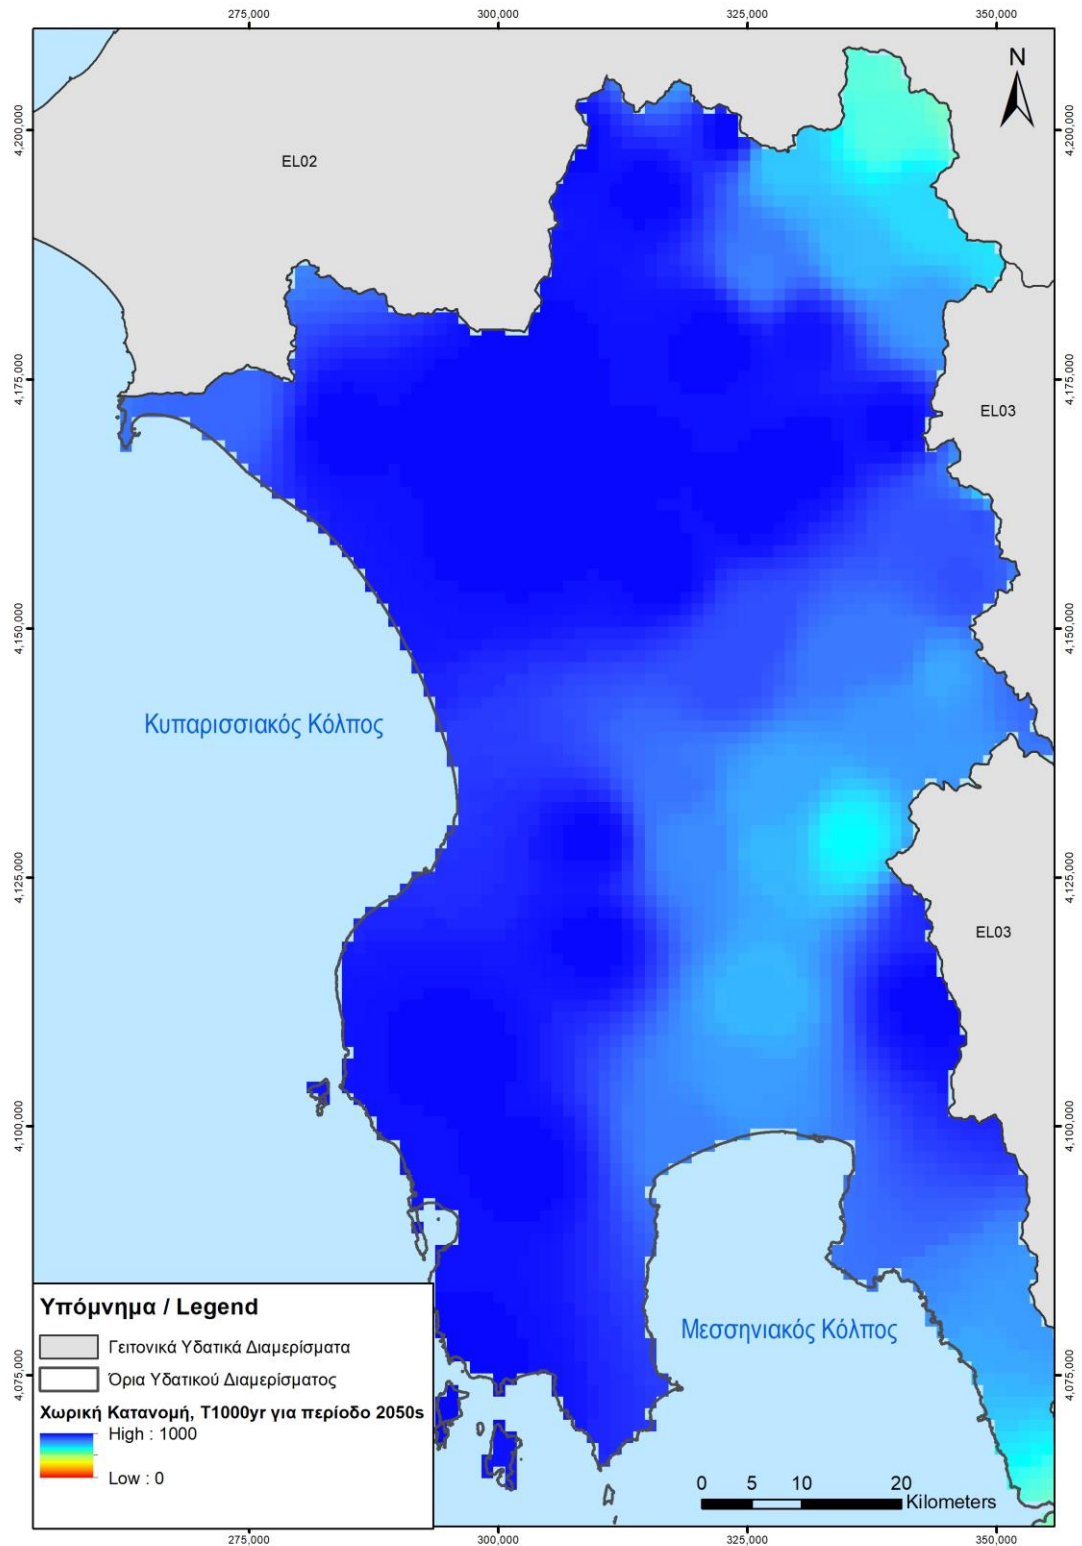 275,000 300,000 325,000 350,000
N
4,200,000 4,200,000
EL02
4,175,000 4,175,000
EL03
4,150,000 4,150,000
Κυπαρισσιακός Κόλπος
4,125,000 4,125,000
EL03
4,100,000 4,100,000
Υπόμνημα / Legend
Γειτονικά Υδατικά Διαμερίσματα
Όρια Υδατικού Διαμερίσματος
Χωρική Κατανομή, T1000yr για περίοδο 2050s
High : 1000
Low : 0
Μεσσηνιακός Κόλπος
4,075,000 4,075,000
0 5 10 20
Kilometers
275,000 300,000 325,000 350,000